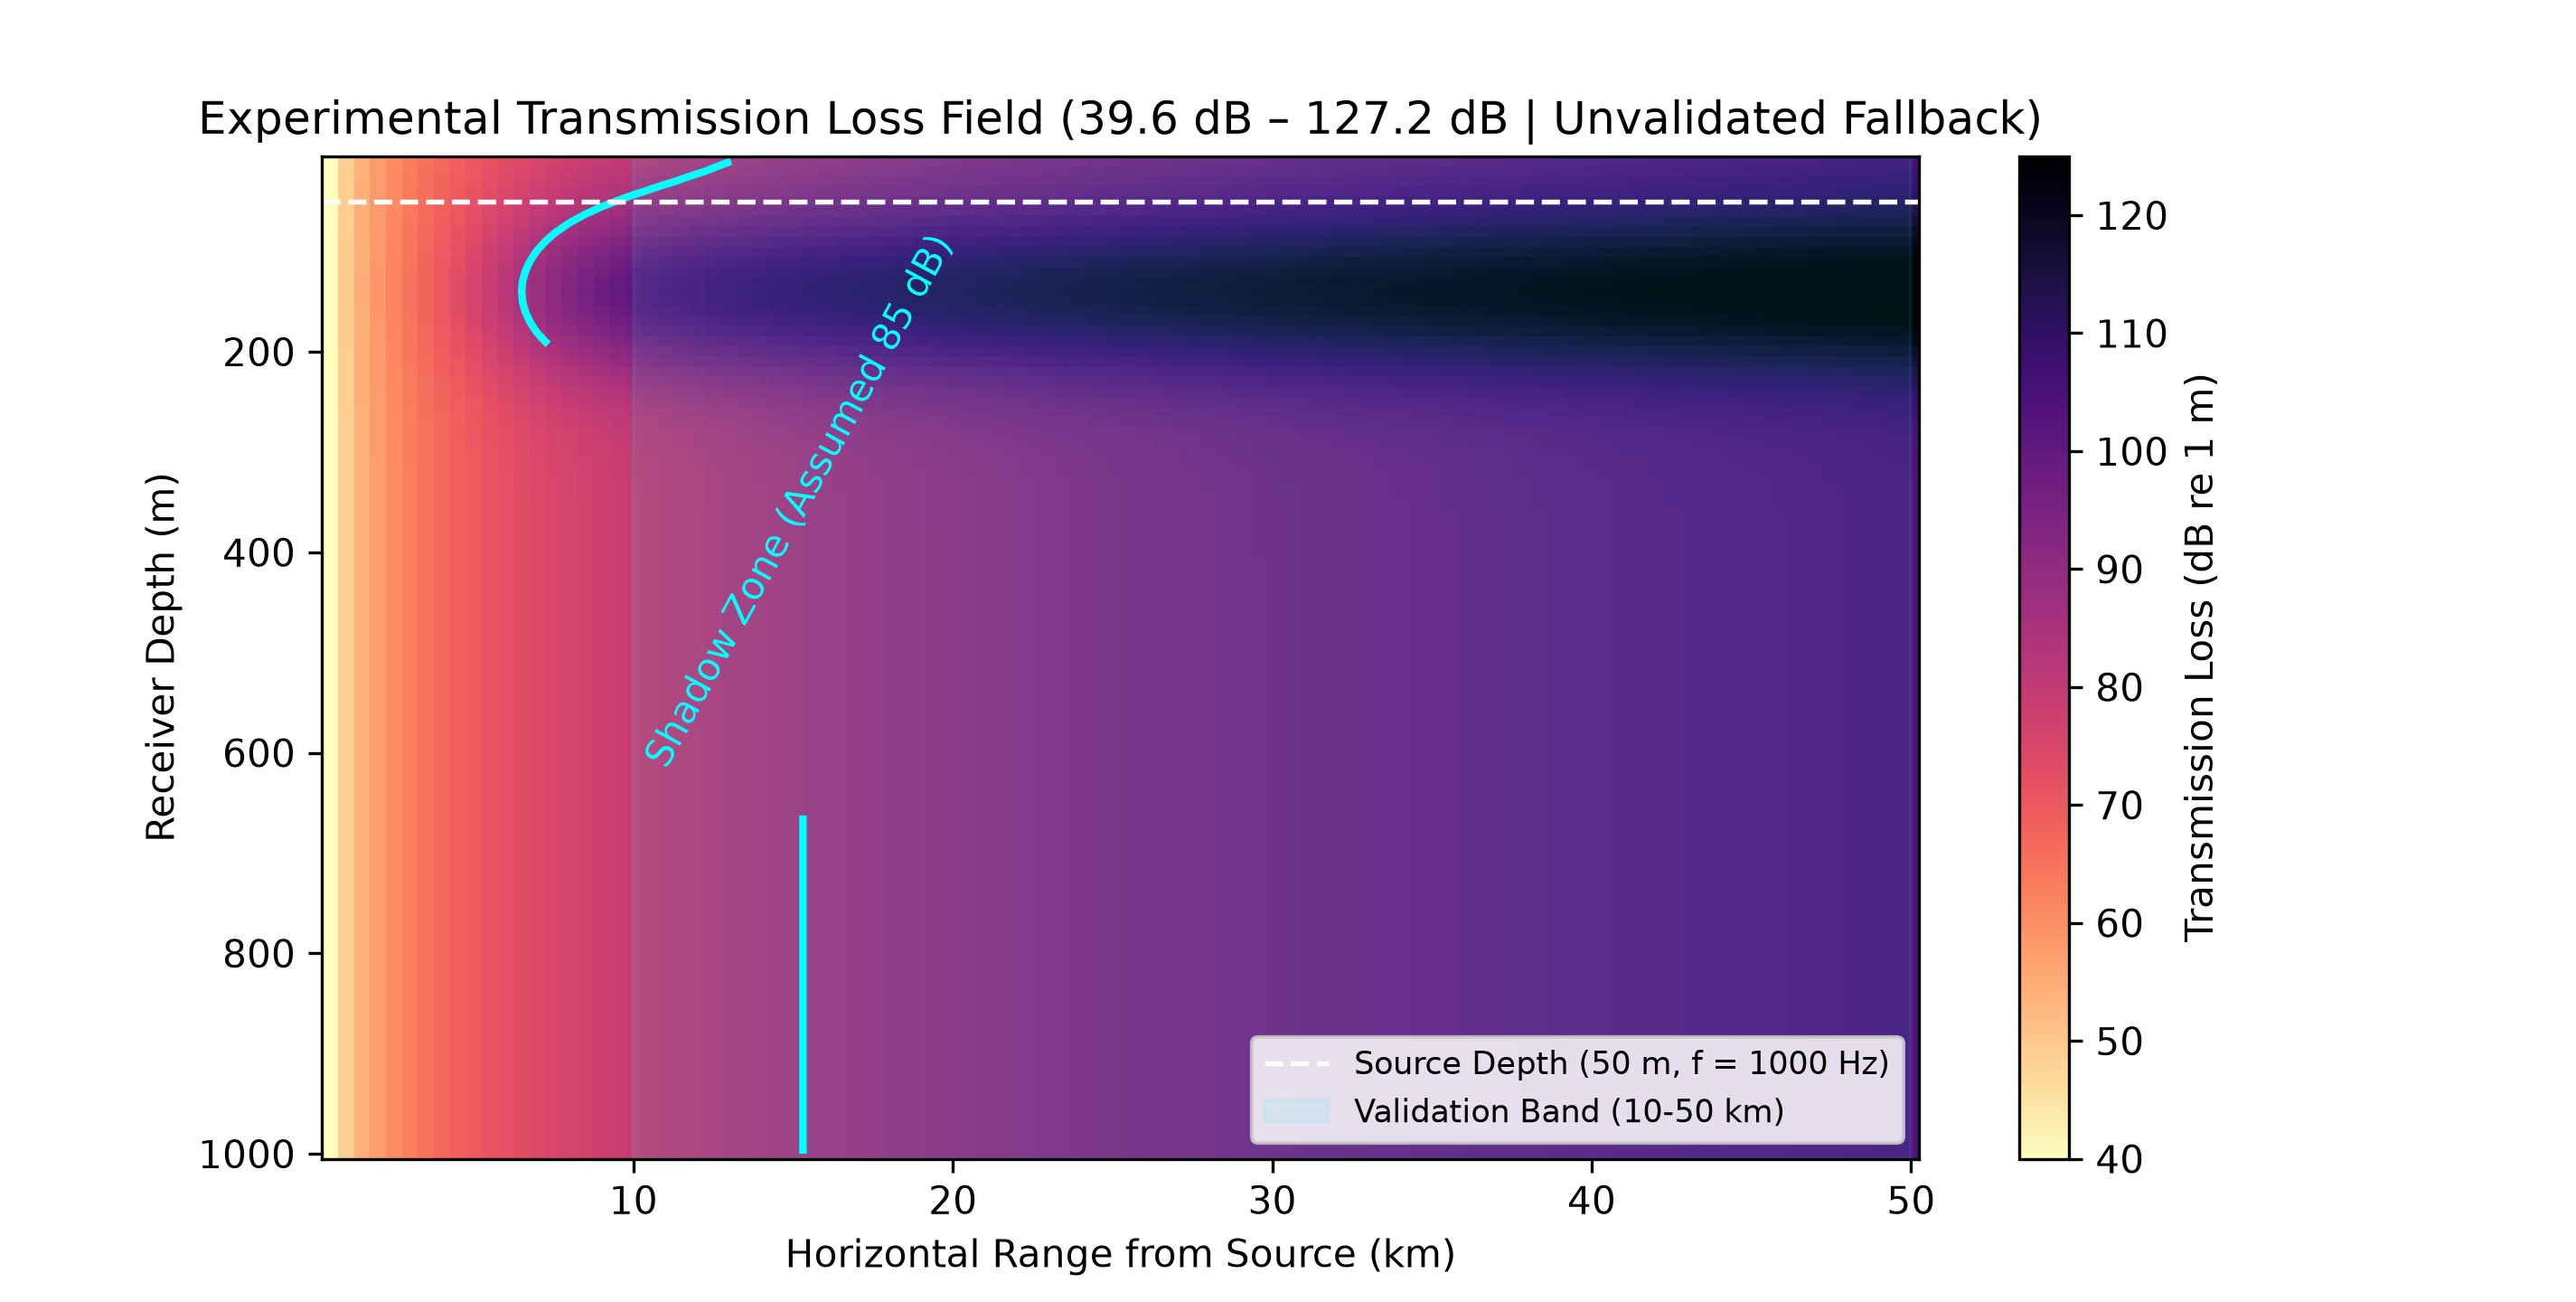 Experimental Transmission Loss Field (39.6 dB – 127.2 dB | Unvalidated Fallback)
Receiver Depth (m)
200
400
600
800
1000
Shadow Zone (Assumed 85 dB)
Source Depth (50 m, f = 1000 Hz)
Validation Band (10-50 km)
10
20
30
40
50
Horizontal Range from Source (km)
120
110
100
90
80
70
60
50
40
Transmission Loss (dB re 1 m)